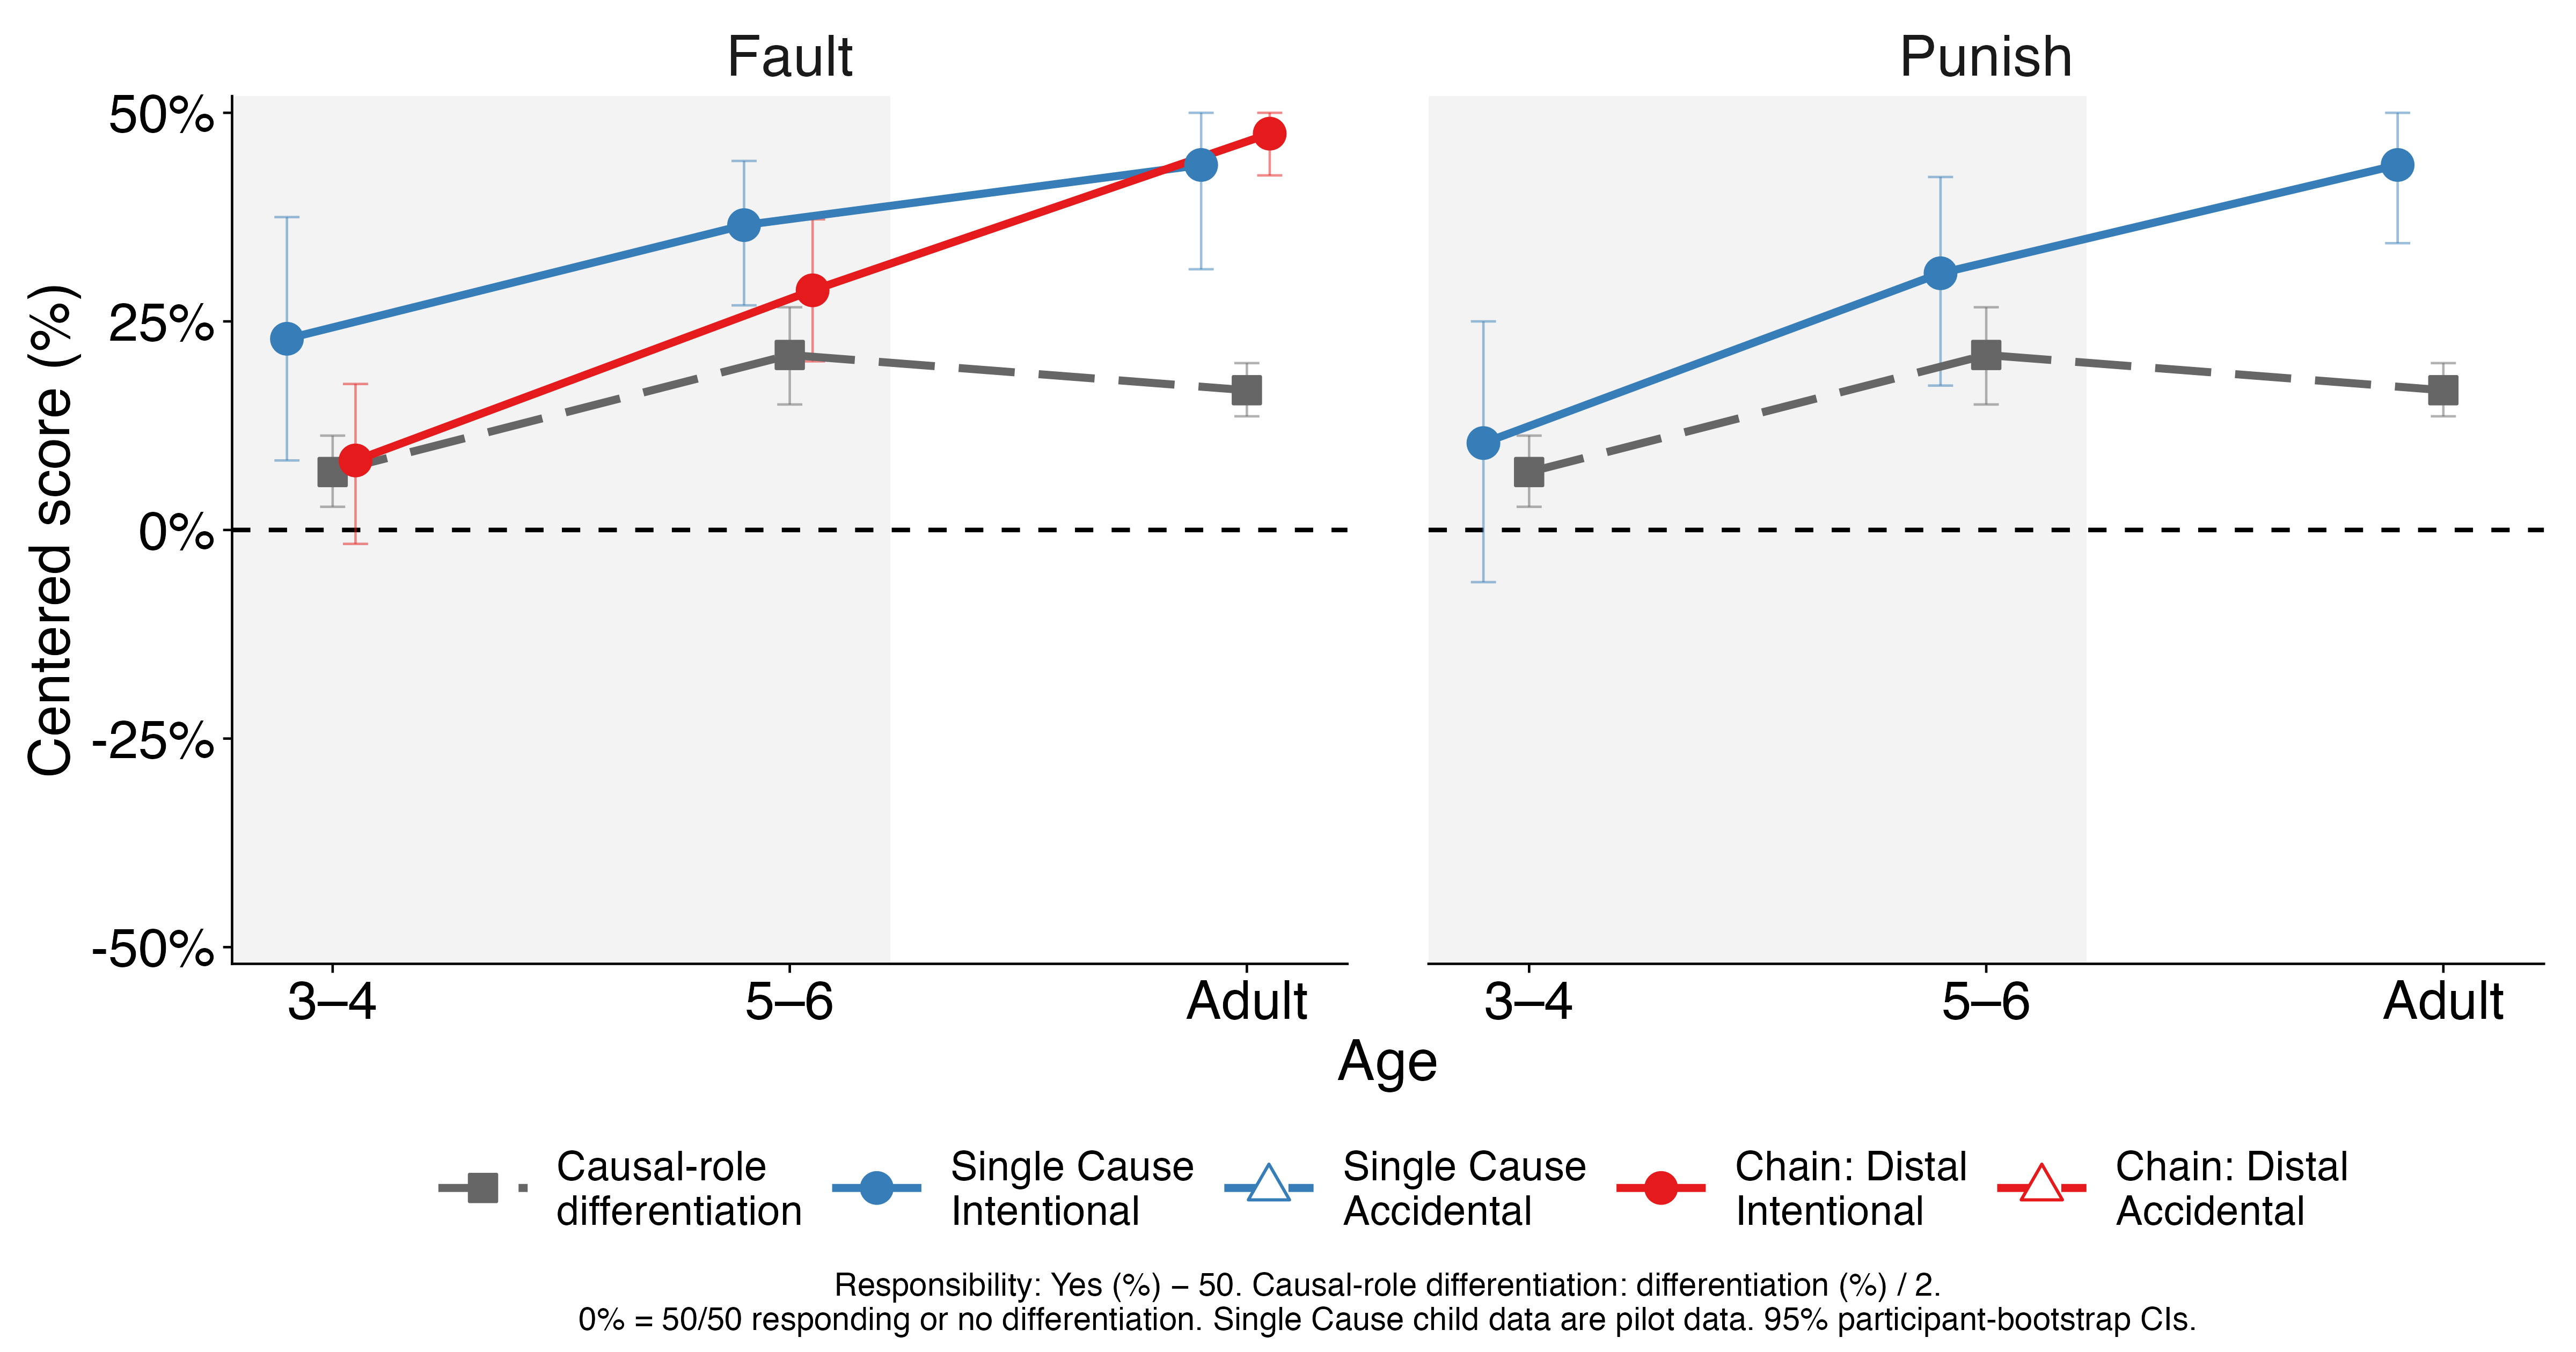 Fault
Punish
50%
25%
0%
-25%
-50%
Centered score (%)
3–4
5–6
Adult
3–4
5–6
Adult
Age
Causal-role
differentiation
Single Cause
Intentional
Single Cause
Accidental
Chain: Distal
Intentional
Chain: Distal
Accidental
Responsibility: Yes (%) − 50. Causal-role differentiation: differentiation (%) / 2.
0% = 50/50 responding or no differentiation. Single Cause child data are pilot data. 95% participant-bootstrap CIs.